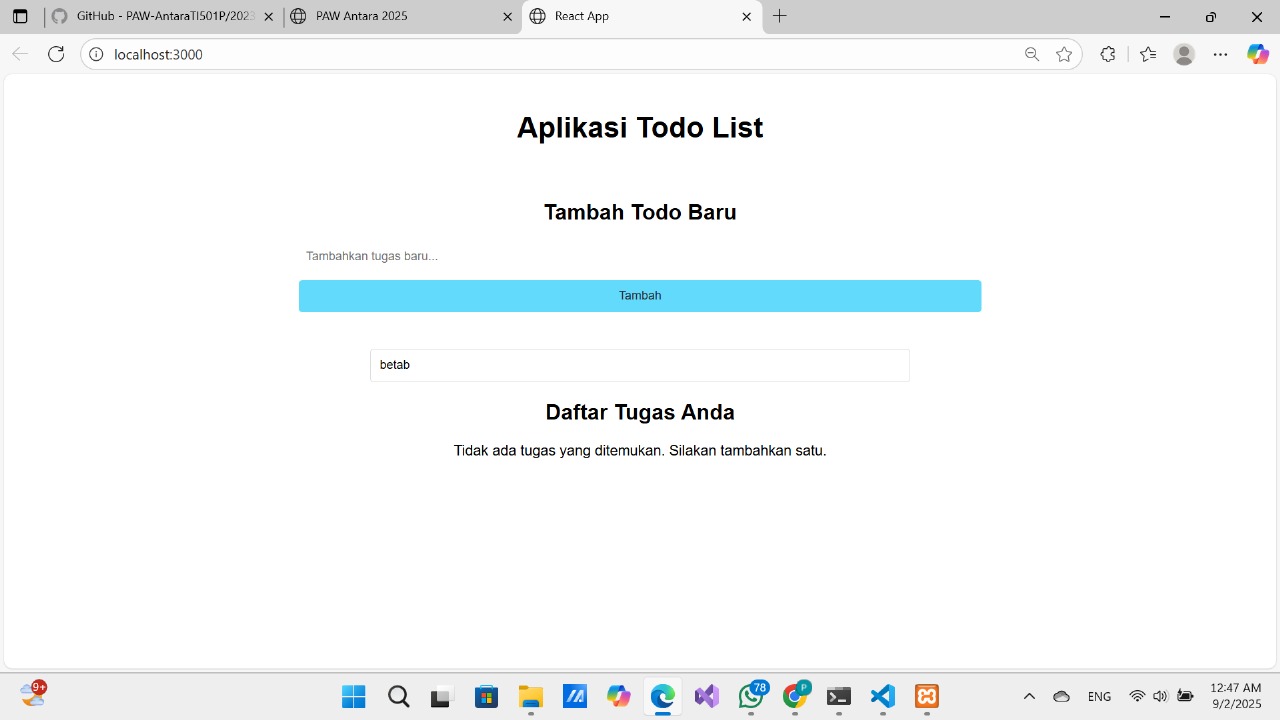 GitHub - PAW-AntaraTI501P/2023
PAW Antara 2025
React App
localhost:3000
Aplikasi Todo List
Tambah Todo Baru
Tambahkan tugas baru...
Tambah
betab
Daftar Tugas Anda
Tidak ada tugas yang ditemukan. Silakan tambahkan satu.
9+
78
P
ENG
12:47 AM
9/2/2025